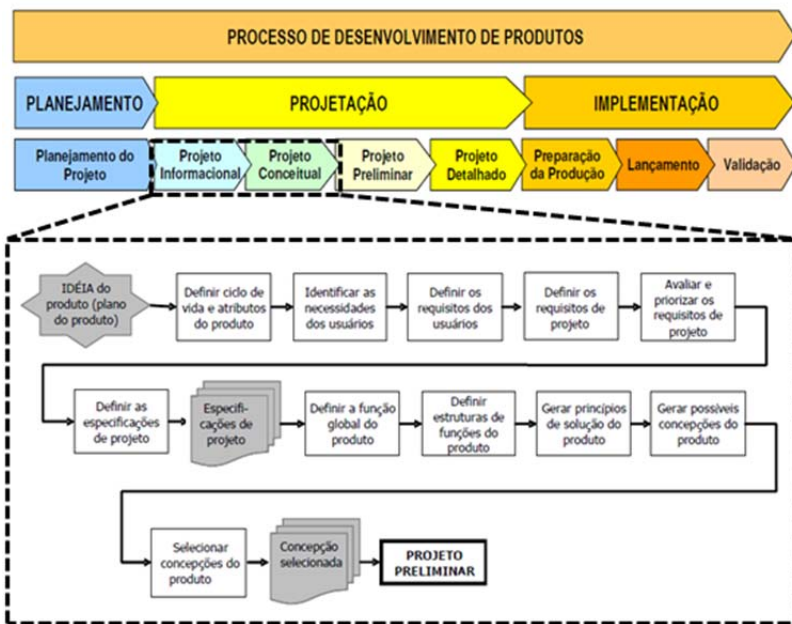 PROCESSO DE DESENVOLVIMENTO DE PRODUTOS
PLANEJAMENTO
PROJETAÇÃO
IMPLEMENTAÇÃO
Planejamento do
Projeto
Projeto
Informacional
Projeto
Conceitual
Projeto
Preliminar
Projeto
Detalhado
Preparação
da Produção
Lançamento
Validação
IDÉIA do
produto (plano
do produto)
Definir ciclo de
vida e atributos
do produto
Identificar as
necessidades
dos usuários
Definir os
requisitos dos
usuários
Definir os
requisitos de
projeto
Avaliar e
priorizar os
requisitos de
projeto
Definir as
especificações
de projeto
Especifi-
cações de
projeto
Definir a função
global do
produto
Definir
estruturas de
funções do
produto
Gerar princípios
de solução do
produto
Gerar possíveis
concepções do
produto
Selecionar
concepções do
produto
Concepção
selecionada
PROJETO
PRELIMINAR